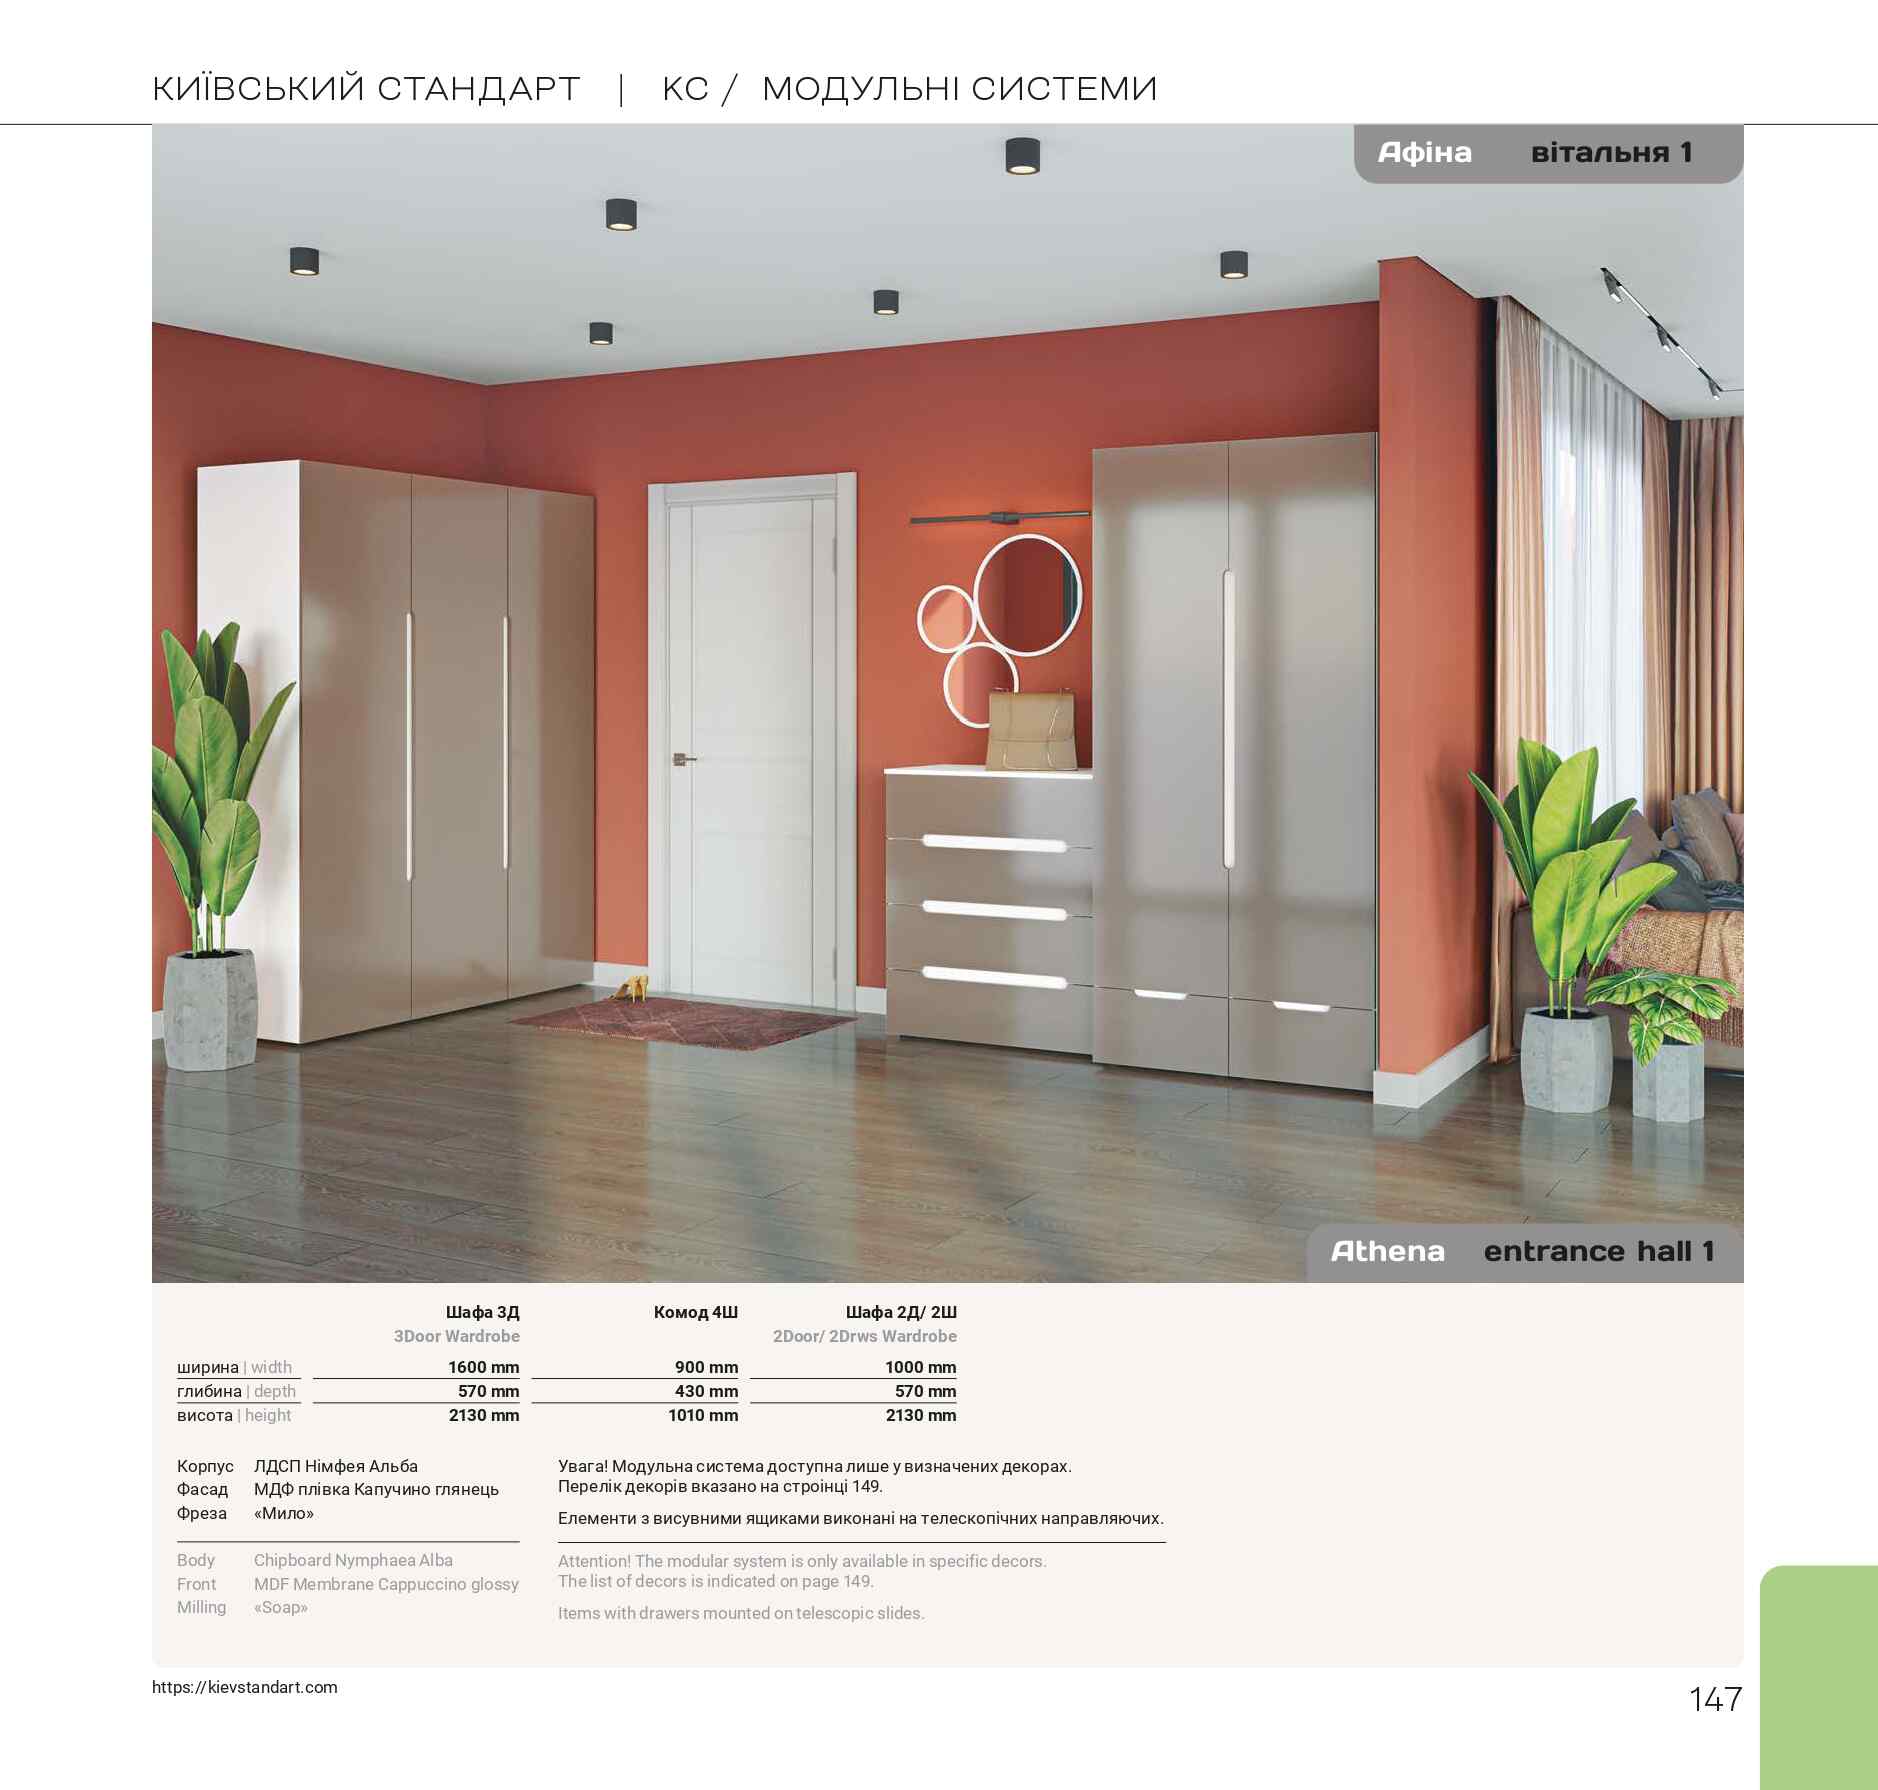 КИЇВСЬКИЙ СТАНДАРТ | КС / МОДУЛЬНІ СИСТЕМИ
Афіна вітальня 1
Athena entrance hall 1
Шафа 3Д Комод 4Ш Шафа 2Д/ 2Ш
3Door Wardrobe 2Door/ 2Drws Wardrobe
ширина | width 1600 mm 900 mm 1000 mm
глибина | depth 570 mm 430 mm 570 mm
висота | height 2130 mm 1010 mm 2130 mm
Корпус ЛДСП Німфея Альба
Фасад МДФ плівка Капучино глянець
Фреза «Мило»
Body Chipboard Nymphaea Alba
Front MDF Membrane Cappuccino glossy
Milling «Soap»
Увага! Модульна система доступна лише у визначених декорах.
Перелік декорів вказано на строінці 149.
Елементи з висувними ящиками виконані на телескопічних направляючих.
Attention! The modular system is only available in specific decors.
The list of decors is indicated on page 149.
Items with drawers mounted on telescopic slides.
https://kievstandart.com
147